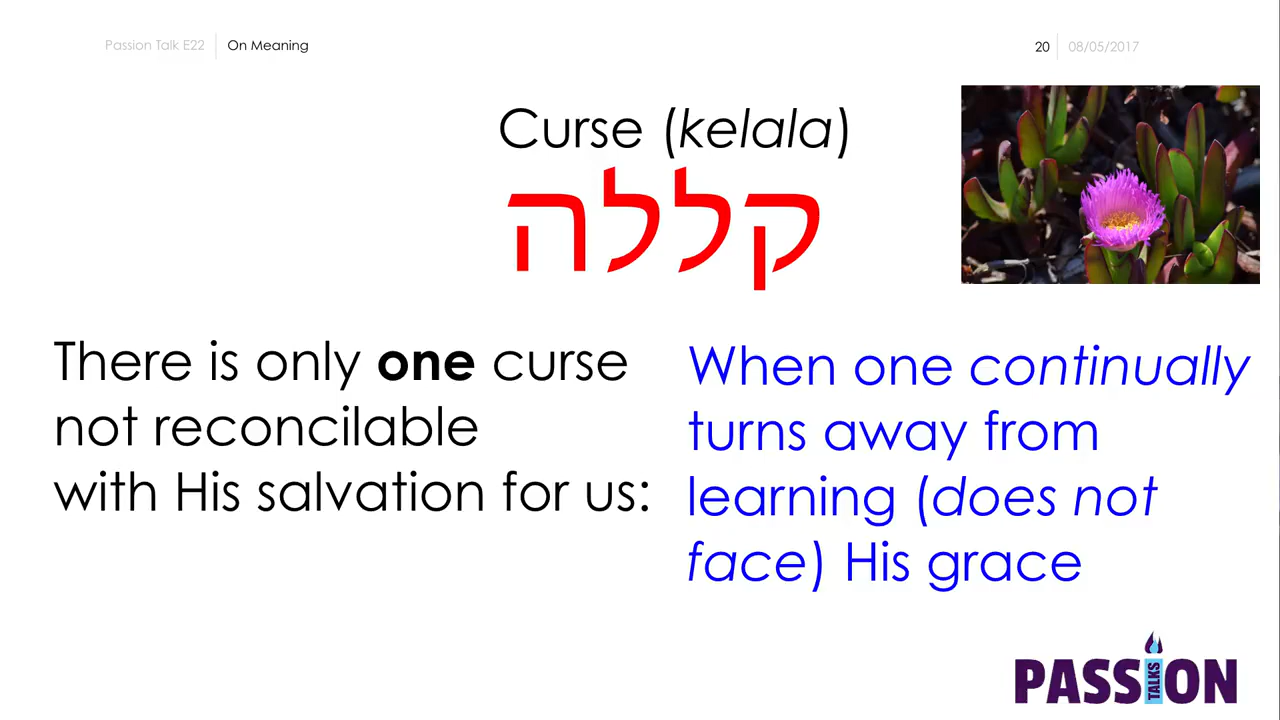 Passion Talk E22
On Meaning
20
08/05/2017
Curse (kelala)
קללה
There is only one curse
not reconcilable
with His salvation for us:
When one continually
turns away from
learning (does not
face) His grace
PASSION
TALKS